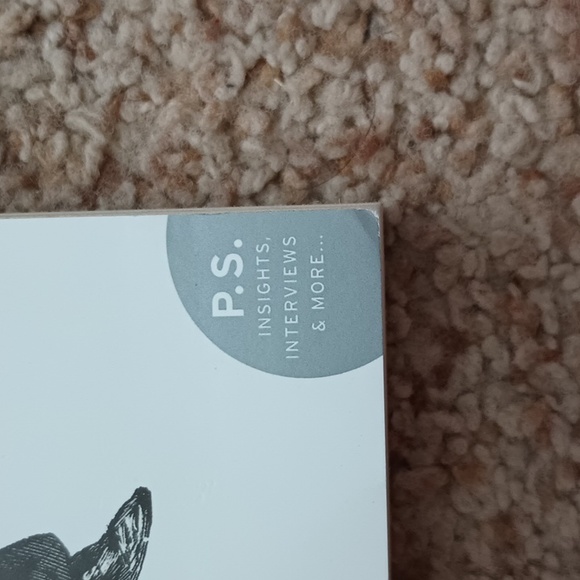 P.S.
INSIGHTS,
INTERVIEWS
& MORE...